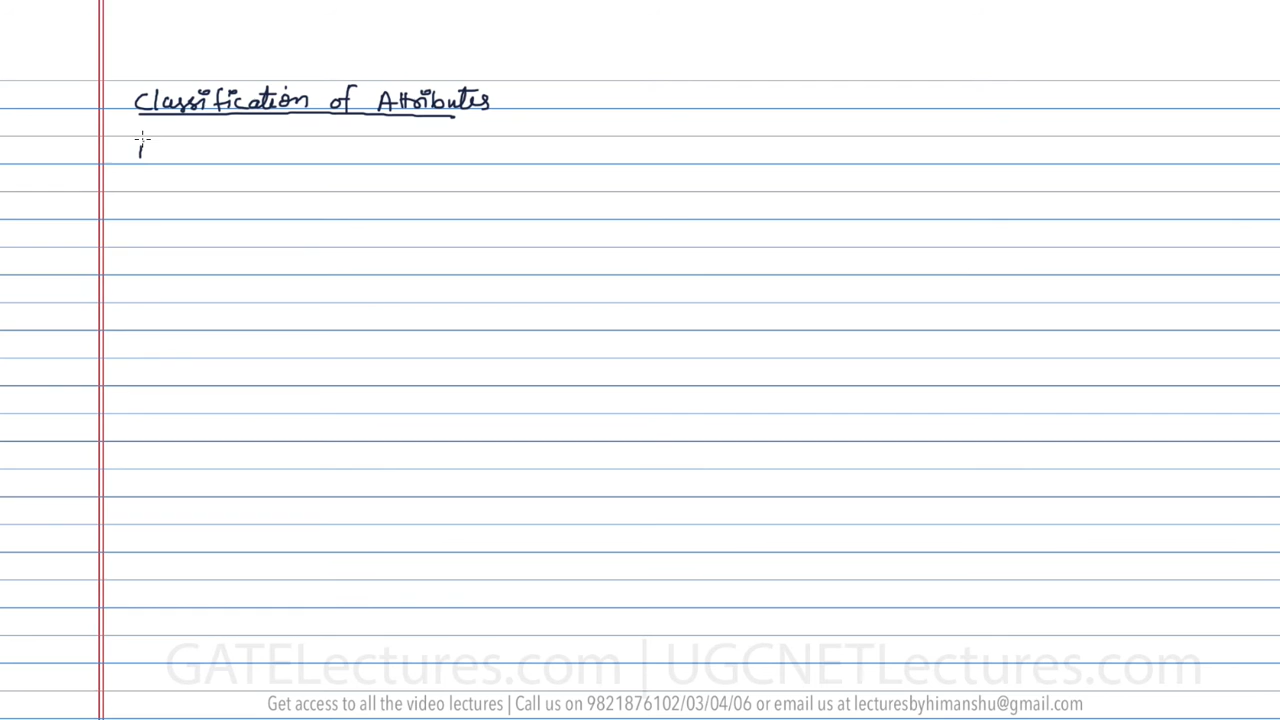 Classification of Attributes
GATELectures.com | UGCNETLectures.com
Get access to all the video lectures | Call us on 9821876102/03/04/06 or email us at lecturesbyhimanshu@gmail.com